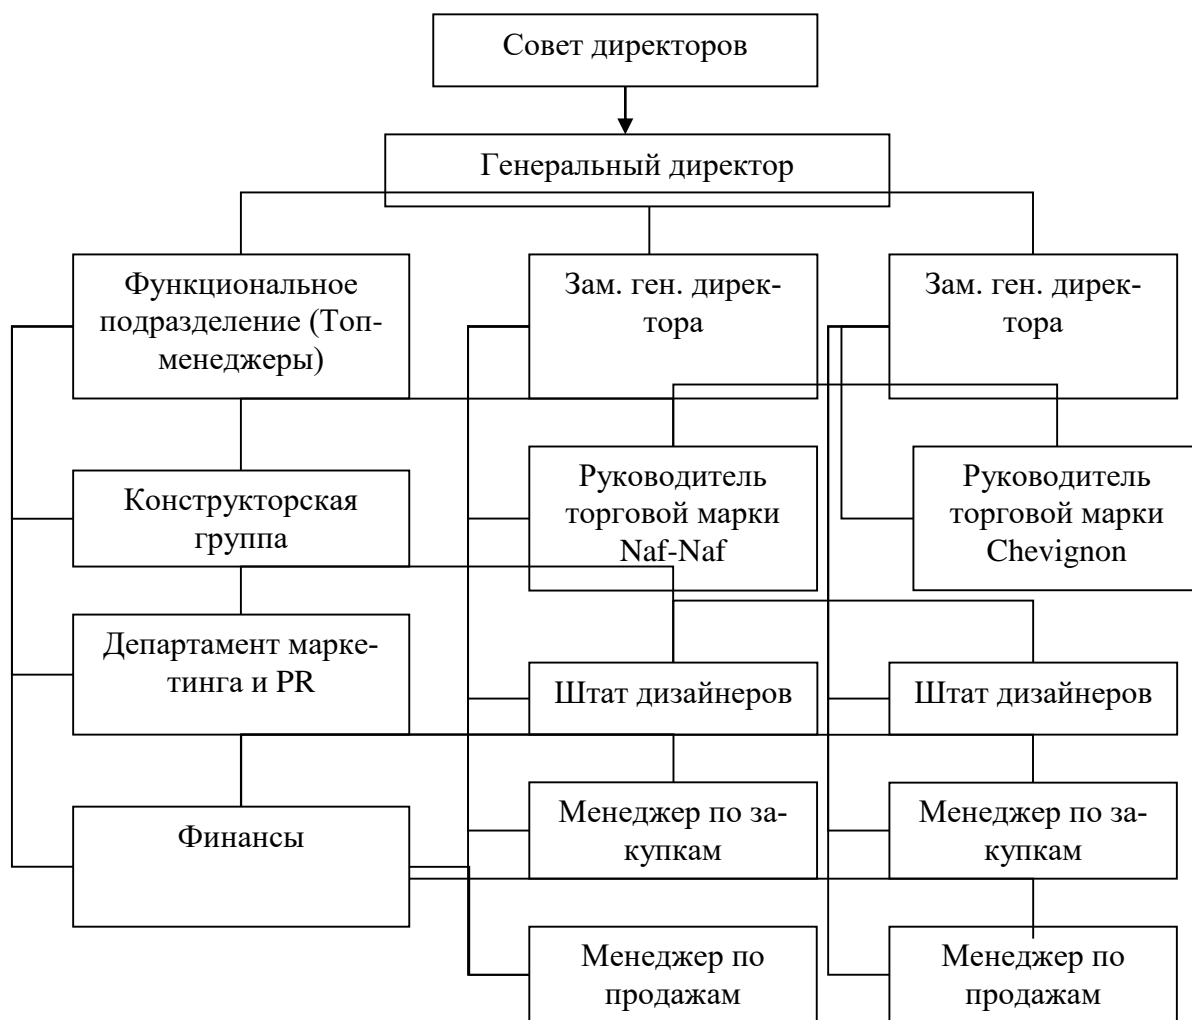 Совет директоров
Генеральный директор
Функциональное
подразделение (Топ-
менеджеры)
Зам. ген. дирек-
тора
Зам. ген. дирек-
тора
Конструкторская
группа
Руководитель
торговой марки
Naf-Naf
Руководитель
торговой марки
Chevignon
Департамент марке-
тинга и PR
Штат дизайнеров
Штат дизайнеров
Финансы
Менеджер по за-
купкам
Менеджер по за-
купкам
Менеджер по
продажам
Менеджер по
продажам